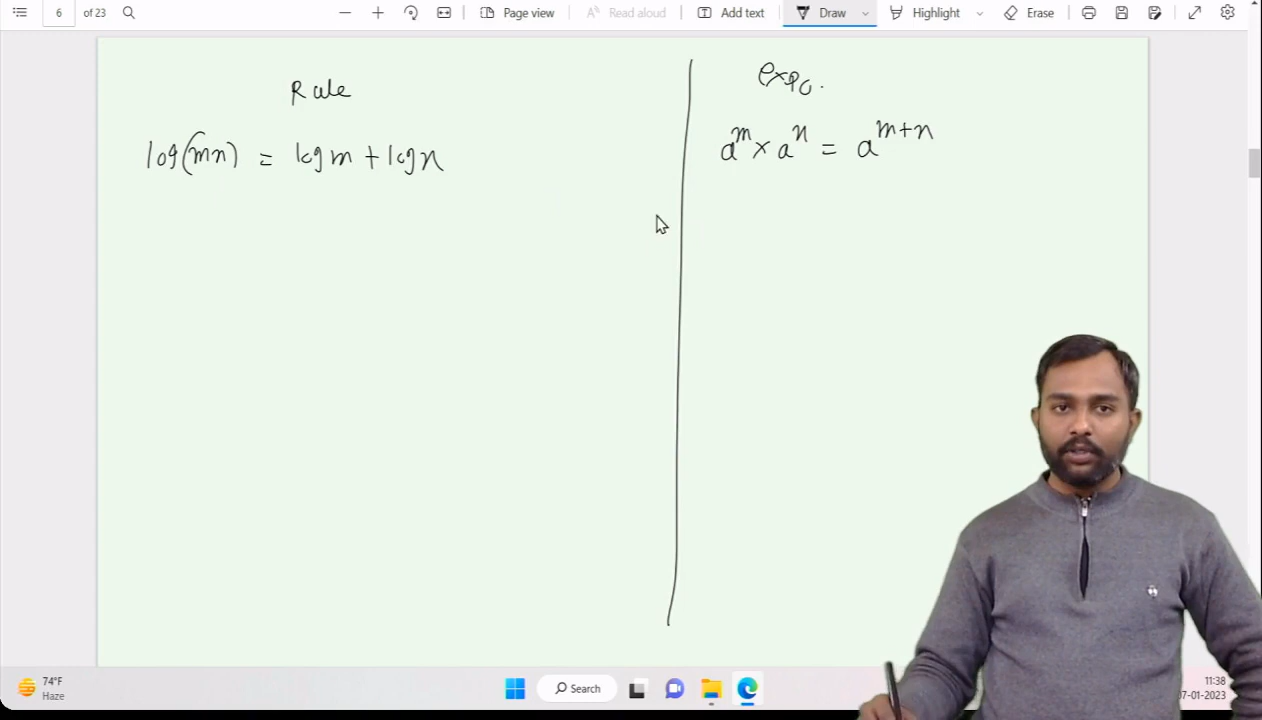 6 of 23 Page view Read aloud Add text Draw Highlight Erase
Rule
log(mn) = log m + log n
expo.
a^m × a^n = a^(m+n)
74°F
Haze
Search
11:38
07-01-2023